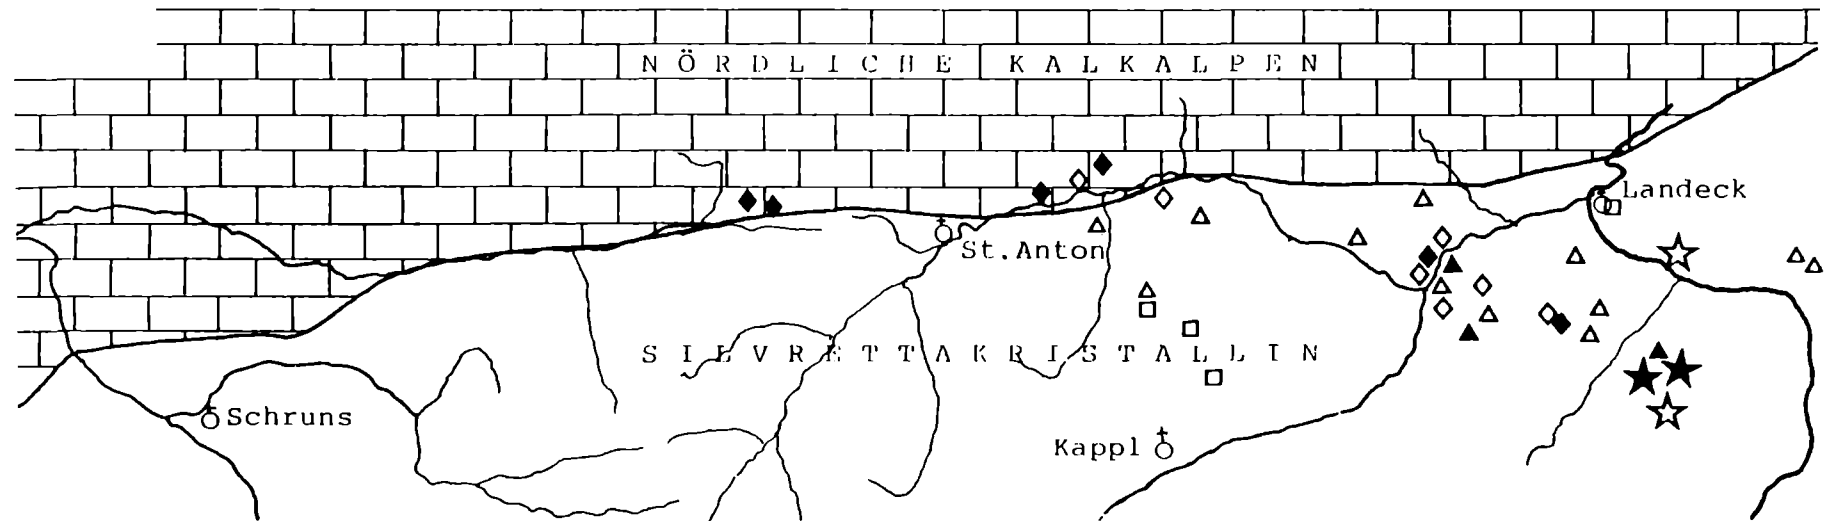 NÖRDLICHE KALKALPEN
Landeck
St.Anton
SILVRETTAKRISTALLIN
Schruns
Kappl